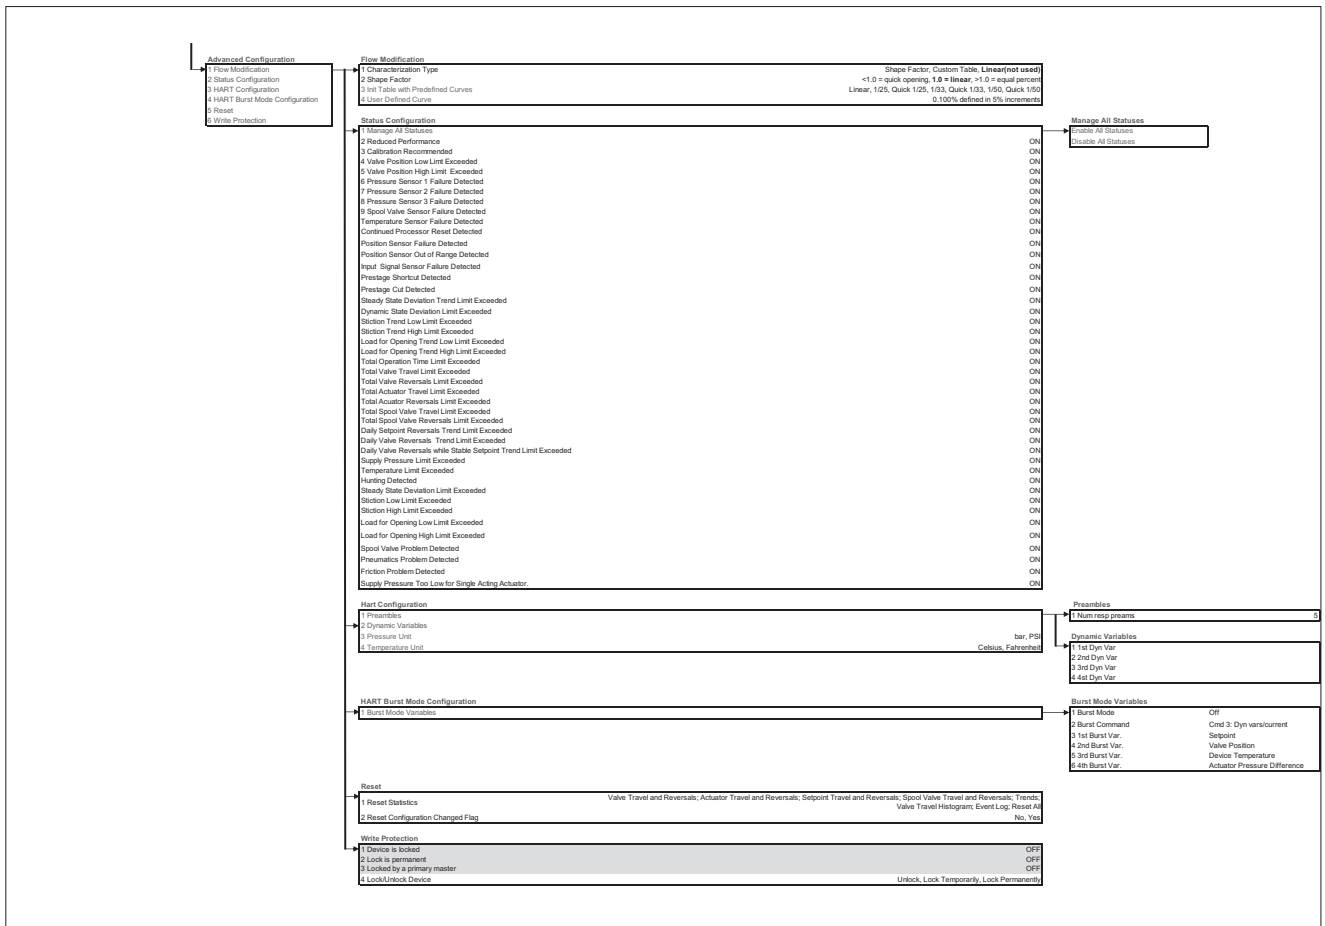 Advanced Configuration
1 Flow Modification
2 Status Configuration
3 HART Configuration
4 HART Burst Mode Configuration
5 Reset
6 Write Protection
Flow Modification
1 Characterization Type Shape Factor, Custom Table, Linear(not used)
2 Shape Factor <1.0 = quick opening, 1.0 = linear, >1.0 = equal percent
3 Init Table with Predefined Curves Linear, 1/25, Quick 1/25, 1/33, Quick 1/33, 1/50, Quick 1/50
4 User Defined Curve 0.100% defined in 5% increments
Status Configuration
1 Manage All Statuses
2 Reduced Performance ON
3 Calibration Recommended ON
4 Valve Position Low Limt Exceeded ON
5 Valve Position High Limit Exceeded ON
6 Pressure Sensor 1 Failure Detected ON
7 Pressure Sensor 2 Failure Detected ON
8 Pressure Sensor 3 Failure Detected ON
9 Spool Valve Sensor Failure Detected ON
Temperature Sensor Failure Detected ON
Continued Processor Reset Detected ON
Position Sensor Failure Detected ON
Position Sensor Out of Range Detected ON
Input Signal Sensor Failure Detected ON
Prestage Shortcut Detected ON
Prestage Cut Detected ON
Steady State Deviation Trend Limit Exceeded ON
Dynamic State Deviation Limit Exceeded ON
Stiction Trend Low Limit Exceeded ON
Stiction Trend High Limit Exceeded ON
Load for Opening Trend Low Limit Exceeded ON
Load for Opening Trend High Limit Exceeded ON
Total Operation Time Limit Exceeded ON
Total Valve Travel Limit Exceeded ON
Total Valve Reversals Limit Exceeded ON
Total Actuator Travel Limit Exceeded ON
Total Acuator Reversals Limit Exceeded ON
Total Spool Valve Travel Limit Exceeded ON
Total Spool Valve Reversals Limit Exceeded ON
Daily Setpoint Reversals Trend Limit Exceeded ON
Daily Valve Reversals Trend Limit Exceeded ON
Daily Valve Reversals while Stable Setpoint Trend Limit Exceeded ON
Supply Pressure Limit Exceeded ON
Temperature Limit Exceeded ON
Hunting Detected ON
Steady State Deviation Limit Exceeded ON
Stiction Low Limit Exceeded ON
Stiction High Limit Exceeded ON
Load for Opening Low Limit Exceeded ON
Load for Opening High Limit Exceeded ON
Spool Valve Problem Detected ON
Pneumatics Problem Detected ON
Friction Problem Detected ON
Supply Pressure Too Low for Single Acting Actuator. ON
Manage All Statuses
Enable All Statuses
Disable All Statuses
Hart Configuration
1 Preambles
2 Dynamic Variables
3 Pressure Unit bar, PSI
4 Temperature Unit Celsius, Fahrenheit
Preambles
1 Num resp preams 5
Dynamic Variables
1 1st Dyn Var
2 2nd Dyn Var
3 3rd Dyn Var
4 4st Dyn Var
HART Burst Mode Configuration
1 Burst Mode Variables
Burst Mode Variables
1 Burst Mode Off
2 Burst Command Cmd 3: Dyn vars/current
3 1st Burst Var. Setpoint
4 2nd Burst Var. Valve Position
5 3rd Burst Var. Device Temperature
6 4th Burst Var. Actuator Pressure Difference
Reset
1 Reset Statistics Valve Travel and Reversals; Actuator Travel and Reversals; Setpoint Travel and Reversals; Spool Valve Travel and Reversals; Trends;
Valve Travel Histogram; Event Log; Reset All
2 Reset Configuration Changed Flag No, Yes
Write Protection
1 Device is locked OFF
2 Lock is permanent OFF
3 Locked by a primary master OFF
4 Lock/Unlock Device Unlock, Lock Temporarily, Lock Permanently